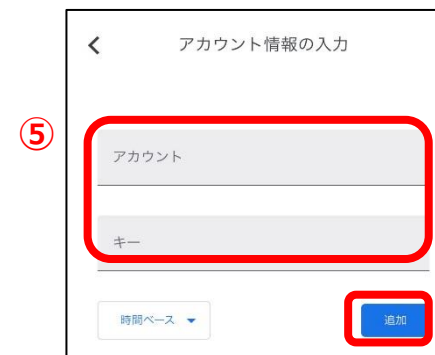 アカウント情報の入力
⑤
アカウント
キー
時間ベース
追加